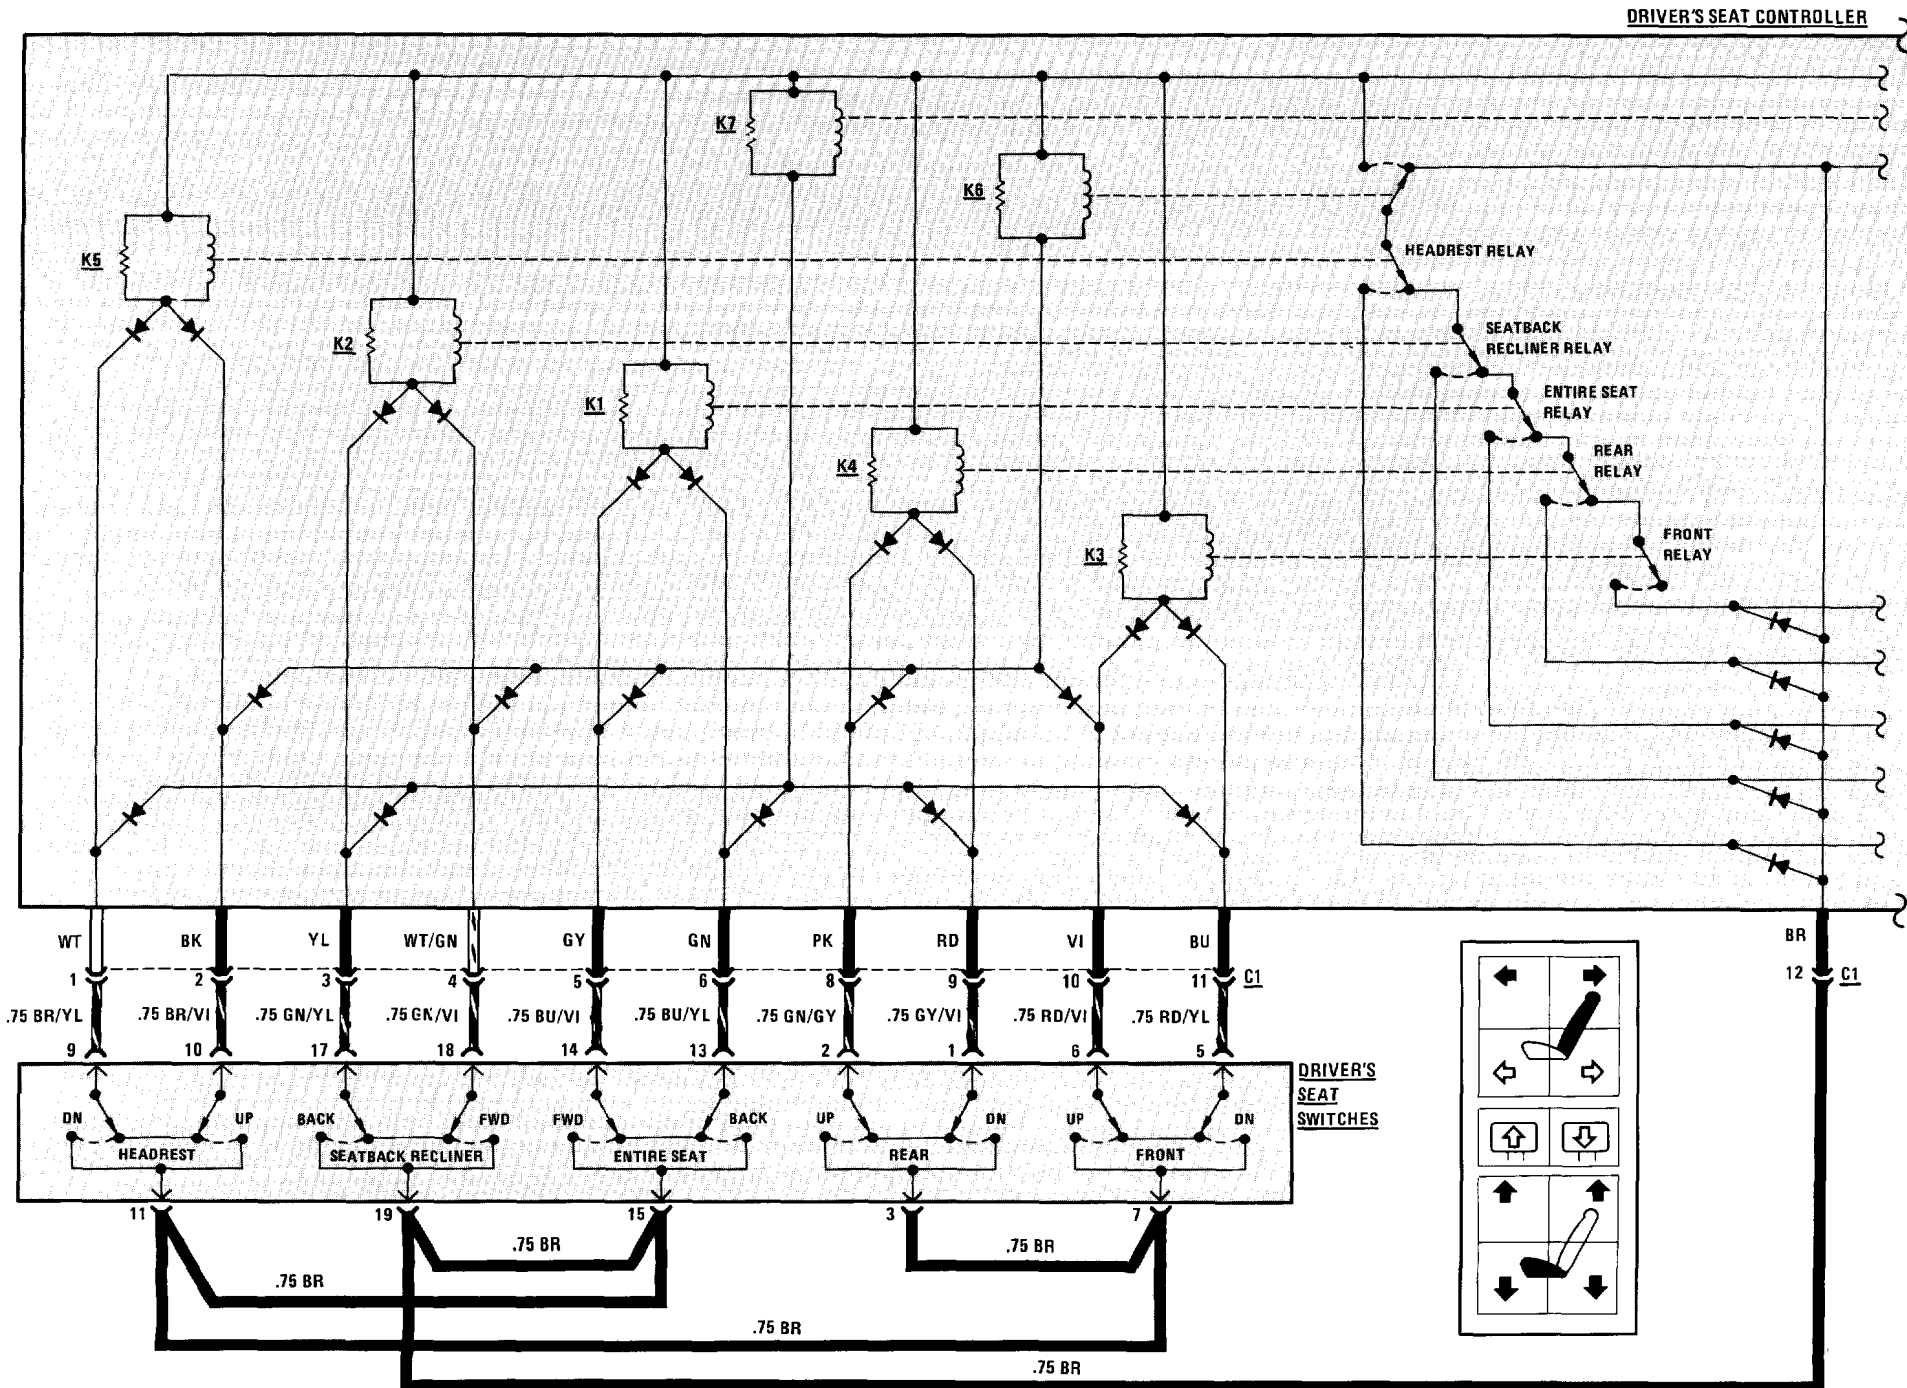 DRIVER'S SEAT CONTROLLER
K7
K6
K5
HEADREST RELAY
K2
SEATBACK
RECLINER RELAY
K1
ENTIRE SEAT
RELAY
K4
REAR
RELAY
K3
FRONT
RELAY
WT BK YL WT/GN GY GN PK RD VI BU BR
1 2 3 4 5 6 8 9 10 11 C1 12 C1
.75 BR/YL .75 BR/VI .75 GN/YL .75 GN/VI .75 BU/VI .75 BU/YL .75 GN/GY .75 GY/VI .75 RD/VI .75 RD/YL
9 10 17 18 14 13 2 1 6 5
DRIVER'S
SEAT
SWITCHES
DN UP BACK FWD FWD BACK UP DN UP DN
HEADREST SEATBACK RECLINER ENTIRE SEAT REAR FRONT
11 19 15 3 7
.75 BR .75 BR
.75 BR
.75 BR
.75 BR